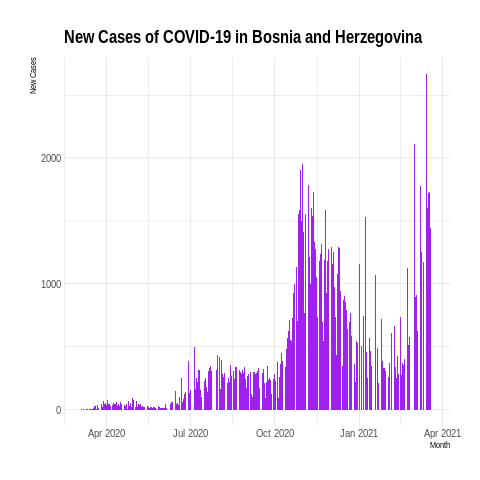 New Cases of COVID-19 in Bosnia and Herzegovina
New Cases
2000
1000
0
Apr 2020
Jul 2020
Oct 2020
Jan 2021
Apr 2021
Month